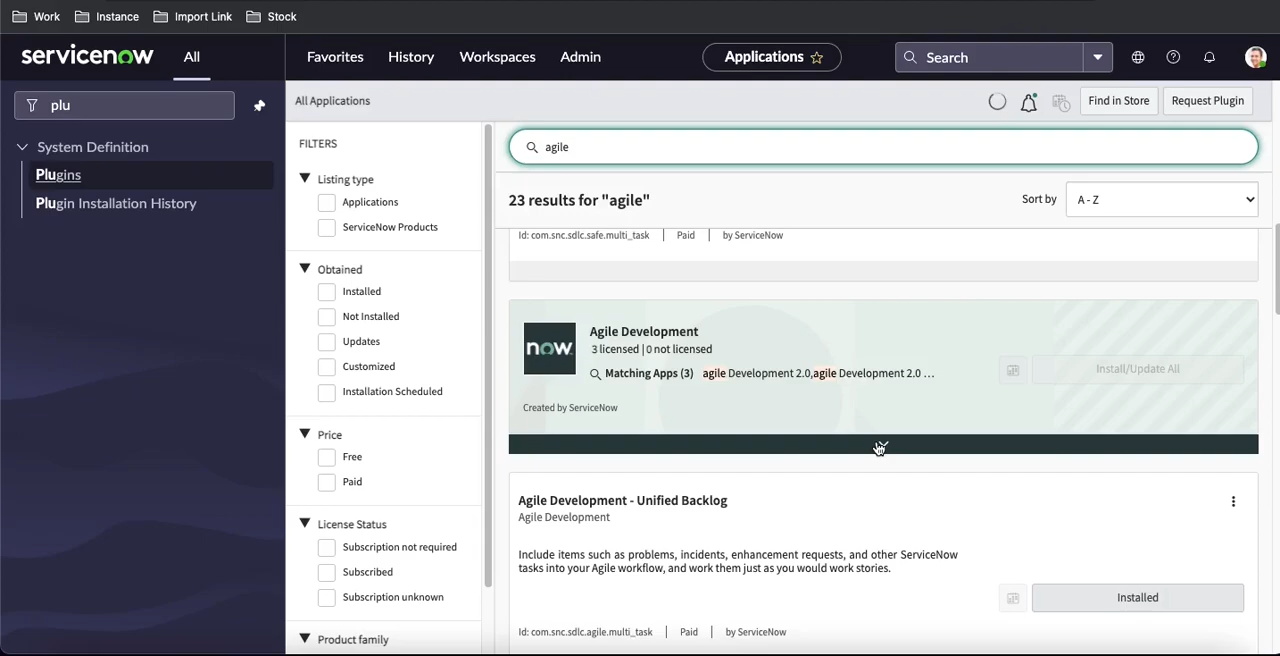 Work Instance Import Link Stock
servicenow All Favorites History Workspaces Admin Applications Search
plu
System Definition
Plugins
Plugin Installation History
All Applications Find in Store Request Plugin
FILTERS
Listing type
Applications
ServiceNow Products
Obtained
Installed
Not Installed
Updates
Customized
Installation Scheduled
Price
Free
Paid
License Status
Subscription not required
Subscribed
Subscription unknown
Product family
agile
23 results for "agile" Sort by A - Z
Id: com.snc.sdlc.safe.multi_task | Paid | by ServiceNow
now.
Agile Development
3 licensed | 0 not licensed
Matching Apps (3) agile Development 2.0,agile Development 2.0 ...
Install/Update All
Created by ServiceNow
Agile Development - Unified Backlog
Agile Development
Include items such as problems, incidents, enhancement requests, and other ServiceNow
tasks into your Agile workflow, and work them just as you would work stories.
Installed
Id: com.snc.sdlc.agile.multi_task | Paid | by ServiceNow